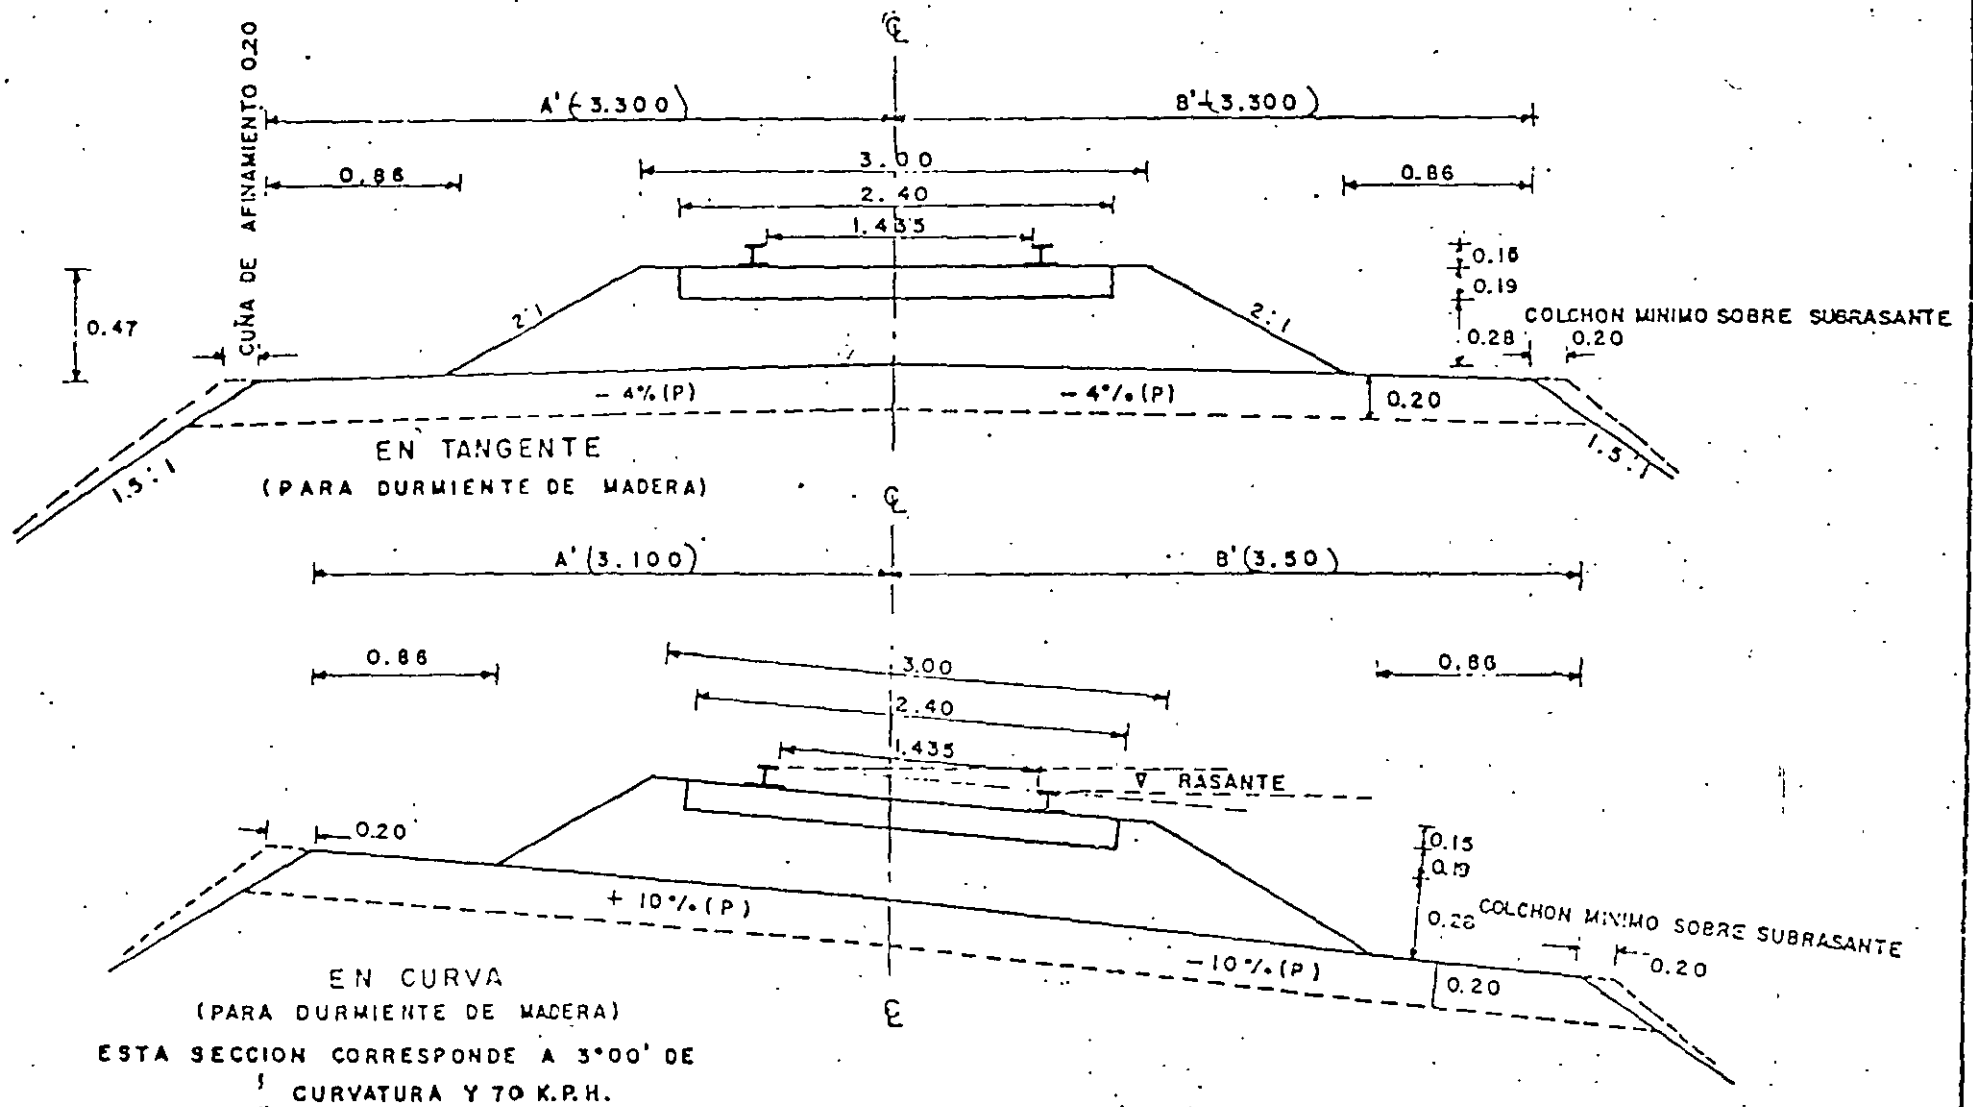 CUÑA DE AFINAMIENTO 0.20
℄
A' (-3.300)
B' (-3.300)
3.00
0.86
0.86
2.40
1.435
0.16
0.19
COLCHON MINIMO SOBRE SUBRASANTE
0.28
0.20
0.47
2:1
2:1
-4%(P)
-4%(P)
0.20
EN TANGENTE
1.5:1
1.5:1
(PARA DURMIENTE DE MADERA)
℄
A' (3.100)
B' (3.50)
0.86
3.00
0.86
2.40
1.435
RASANTE
0.20
0.15
0.19
+10%(P)
0.28
COLCHON MINIMO SOBRE SUBRASANTE
-10%(P)
0.20
0.20
EN CURVA
(PARA DURMIENTE DE MADERA)
℄
ESTA SECCION CORRESPONDE A 3°00' DE
CURVATURA Y 70 K.P.H.